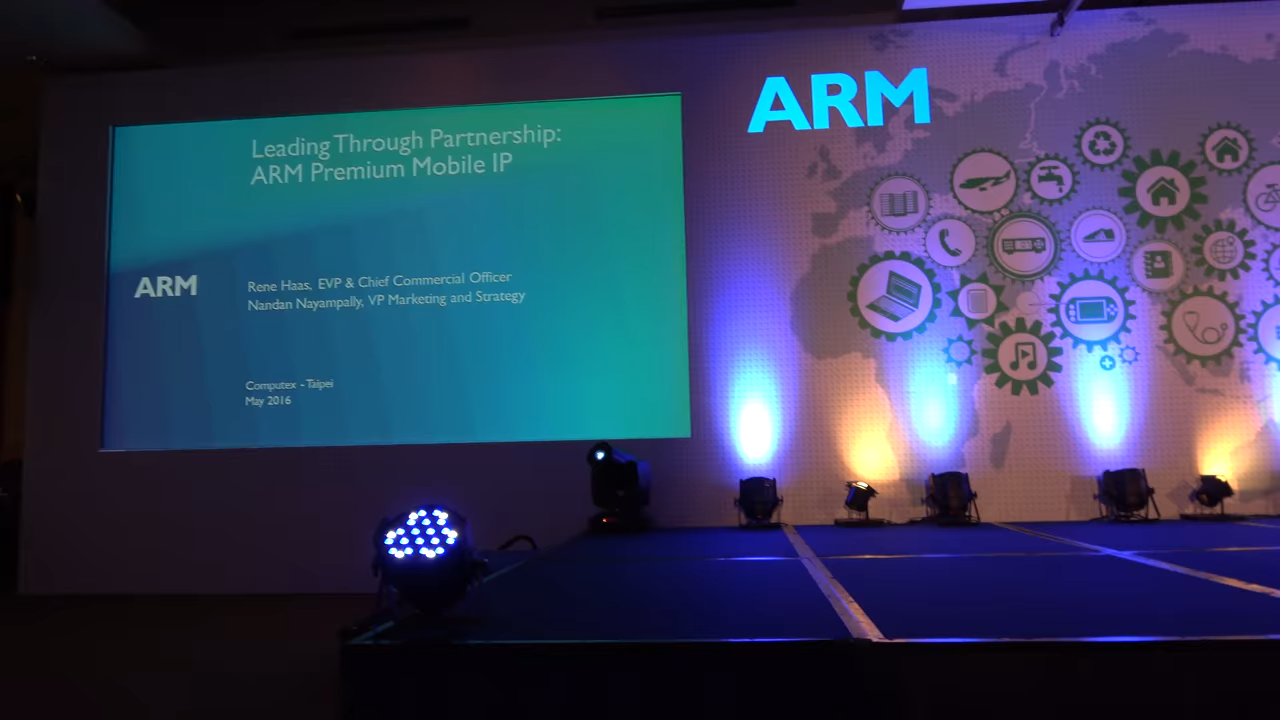 Leading Through Partnership:
ARM Premium Mobile IP
ARM
Rene Haas, EVP & Chief Commercial Officer
Nandan Nayampally, VP Marketing and Strategy
Computex - Taipei
May 2016
ARM